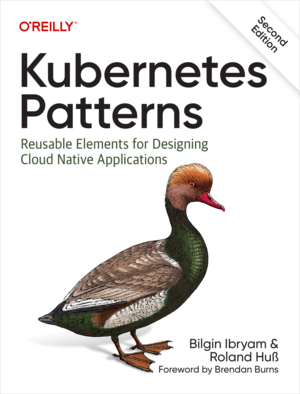 O'REILLY®
Second
Edition
Kubernetes
Patterns
Reusable Elements for Designing
Cloud Native Applications
Bilgin Ibryam &
Roland Huß
Foreword by Brendan Burns